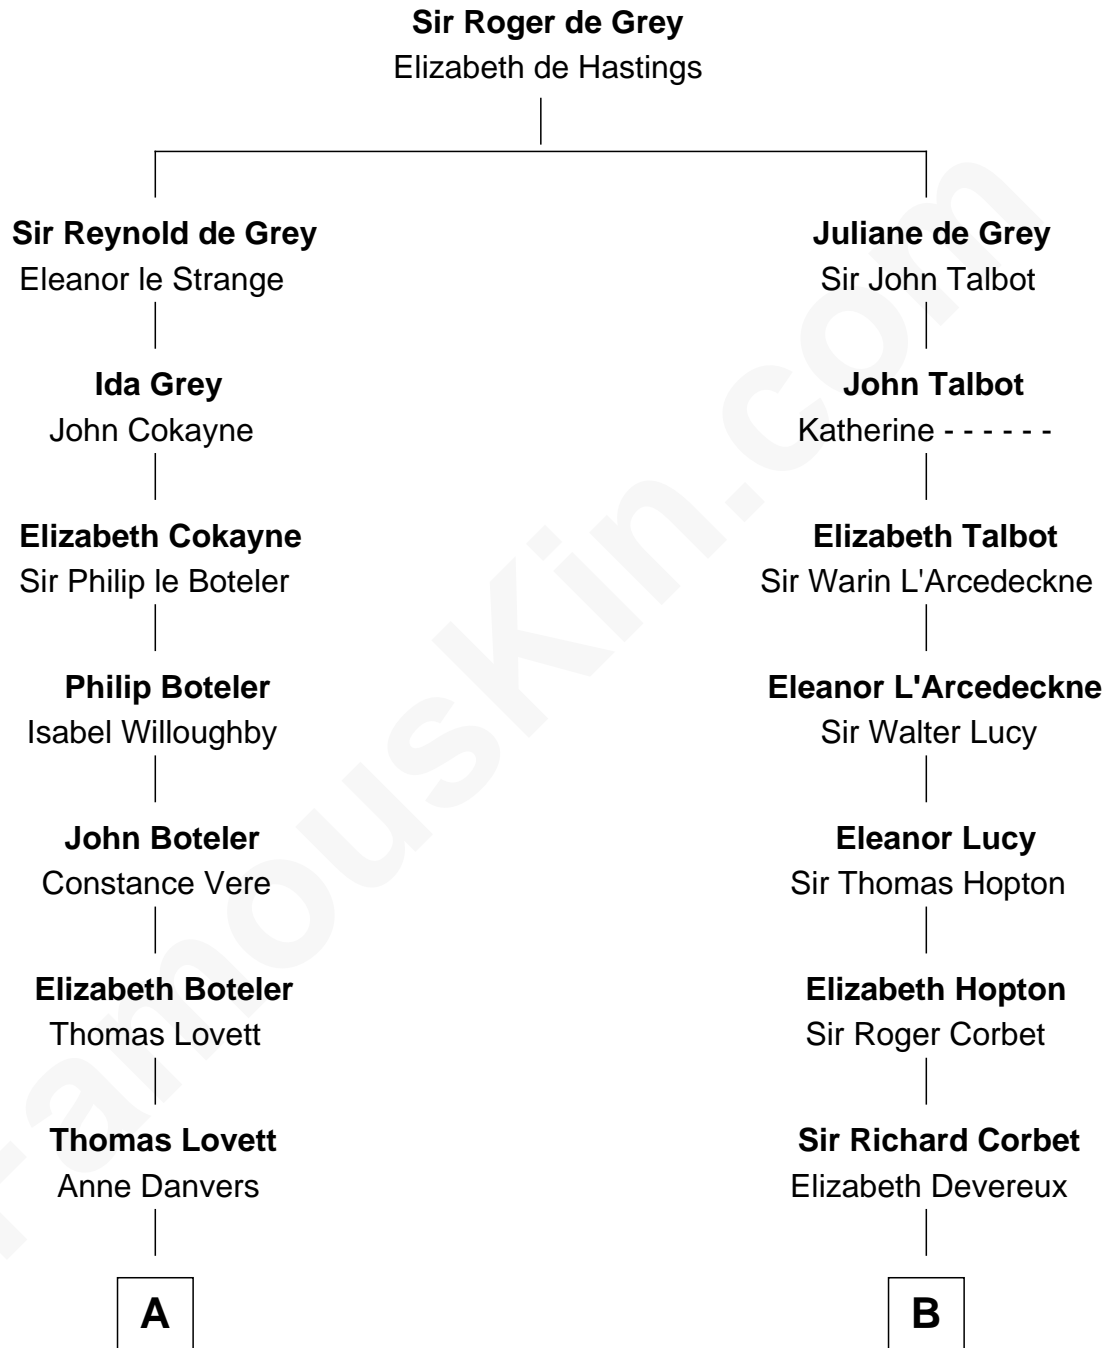 Sir Roger de Grey
Elizabeth de Hastings
Sir Reynold de Grey
Eleanor le Strange
Juliane de Grey
Sir John Talbot
Ida Grey
John Cokayne
John Talbot
Katherine - - - - - -
Elizabeth Cokayne
Sir Philip le Boteler
Elizabeth Talbot
Sir Warin L'Arcedeckne
Philip Boteler
Isabel Willoughby
Eleanor L'Arcedeckne
Sir Walter Lucy
John Boteler
Constance Vere
Eleanor Lucy
Sir Thomas Hopton
Elizabeth Boteler
Thomas Lovett
Elizabeth Hopton
Sir Roger Corbet
Thomas Lovett
Anne Danvers
Sir Richard Corbet
Elizabeth Devereux
A
B
FamousKin.com